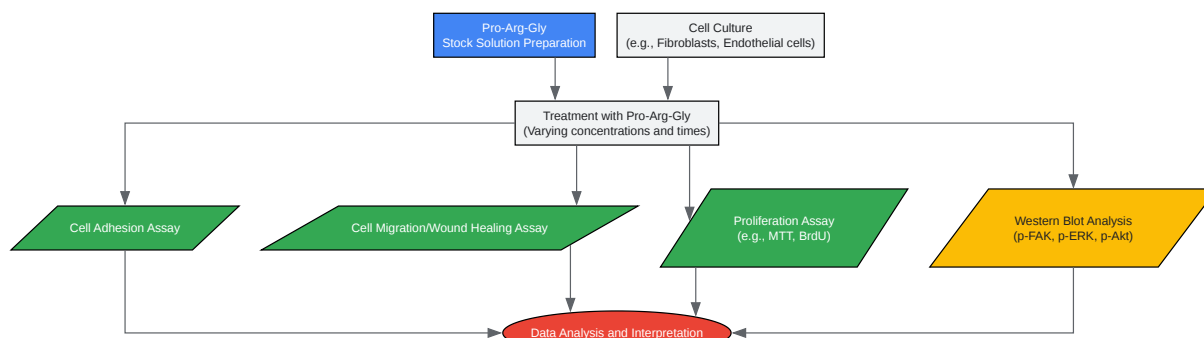 Pro-Arg-Gly
Stock Solution Preparation
Cell Culture
(e.g., Fibroblasts, Endothelial cells)
Treatment with Pro-Arg-Gly
(Varying concentrations and times)
Cell Adhesion Assay
Cell Migration/Wound Healing Assay
Proliferation Assay
(e.g., MTT, BrdU)
Western Blot Analysis
(p-FAK, p-ERK, p-Akt)
Data Analysis and Interpretation